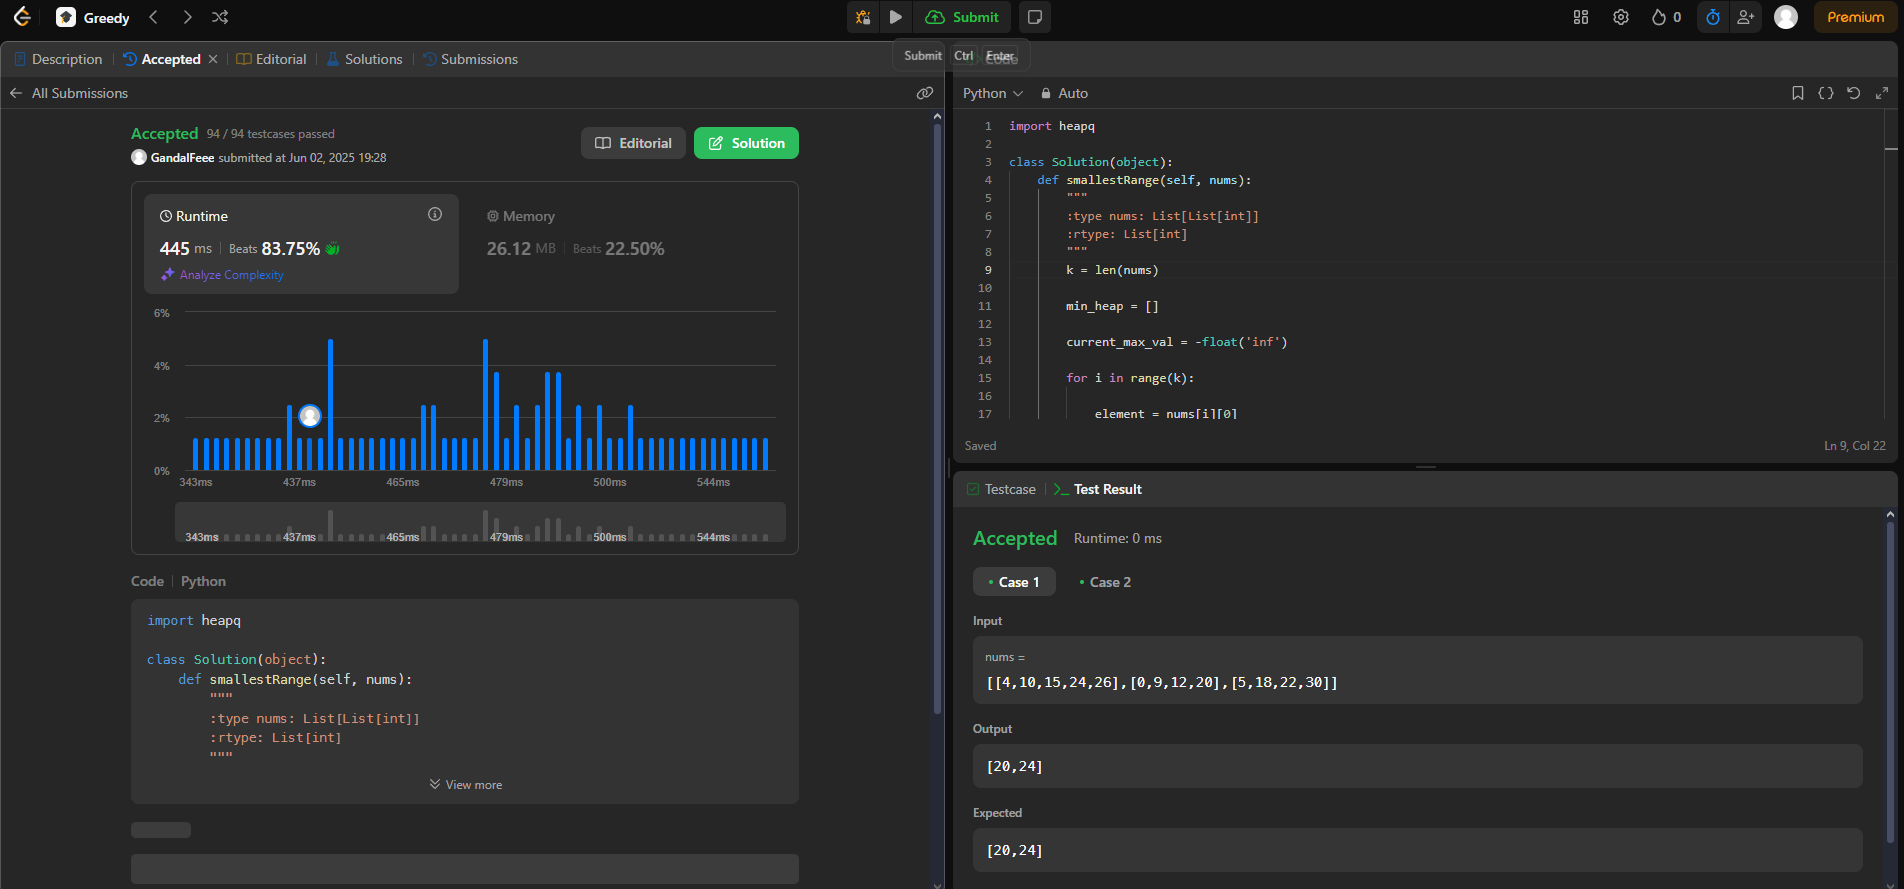 Greedy
Submit
0
Premium
Submit Ctrl Enter
Description
Accepted
Editorial
Solutions
Submissions
Code
All Submissions
Accepted 94 / 94 testcases passed
GandalFeee submitted at Jun 02, 2025 19:28
Editorial
Solution
Runtime
445 ms Beats 83.75%
Analyze Complexity
Memory
26.12 MB Beats 22.50%
6%
4%
2%
0%
343ms 437ms 465ms 479ms 500ms 544ms
343ms 437ms 465ms 479ms 500ms 544ms
Code Python
import heapq
class Solution(object):
def smallestRange(self, nums):
"""
:type nums: List[List[int]]
:rtype: List[int]
"""
View more
Python Auto
1 import heapq
2
3 class Solution(object):
4 def smallestRange(self, nums):
5 """
6 :type nums: List[List[int]]
7 :rtype: List[int]
8 """
9 k = len(nums)
10
11 min_heap = []
12
13 current_max_val = -float('inf')
14
15 for i in range(k):
16
17 element = nums[i][0]
Saved
Ln 9, Col 22
Testcase
>_ Test Result
Accepted Runtime: 0 ms
• Case 1 • Case 2
Input
nums =
[[4,10,15,24,26],[0,9,12,20],[5,18,22,30]]
Output
[20,24]
Expected
[20,24]